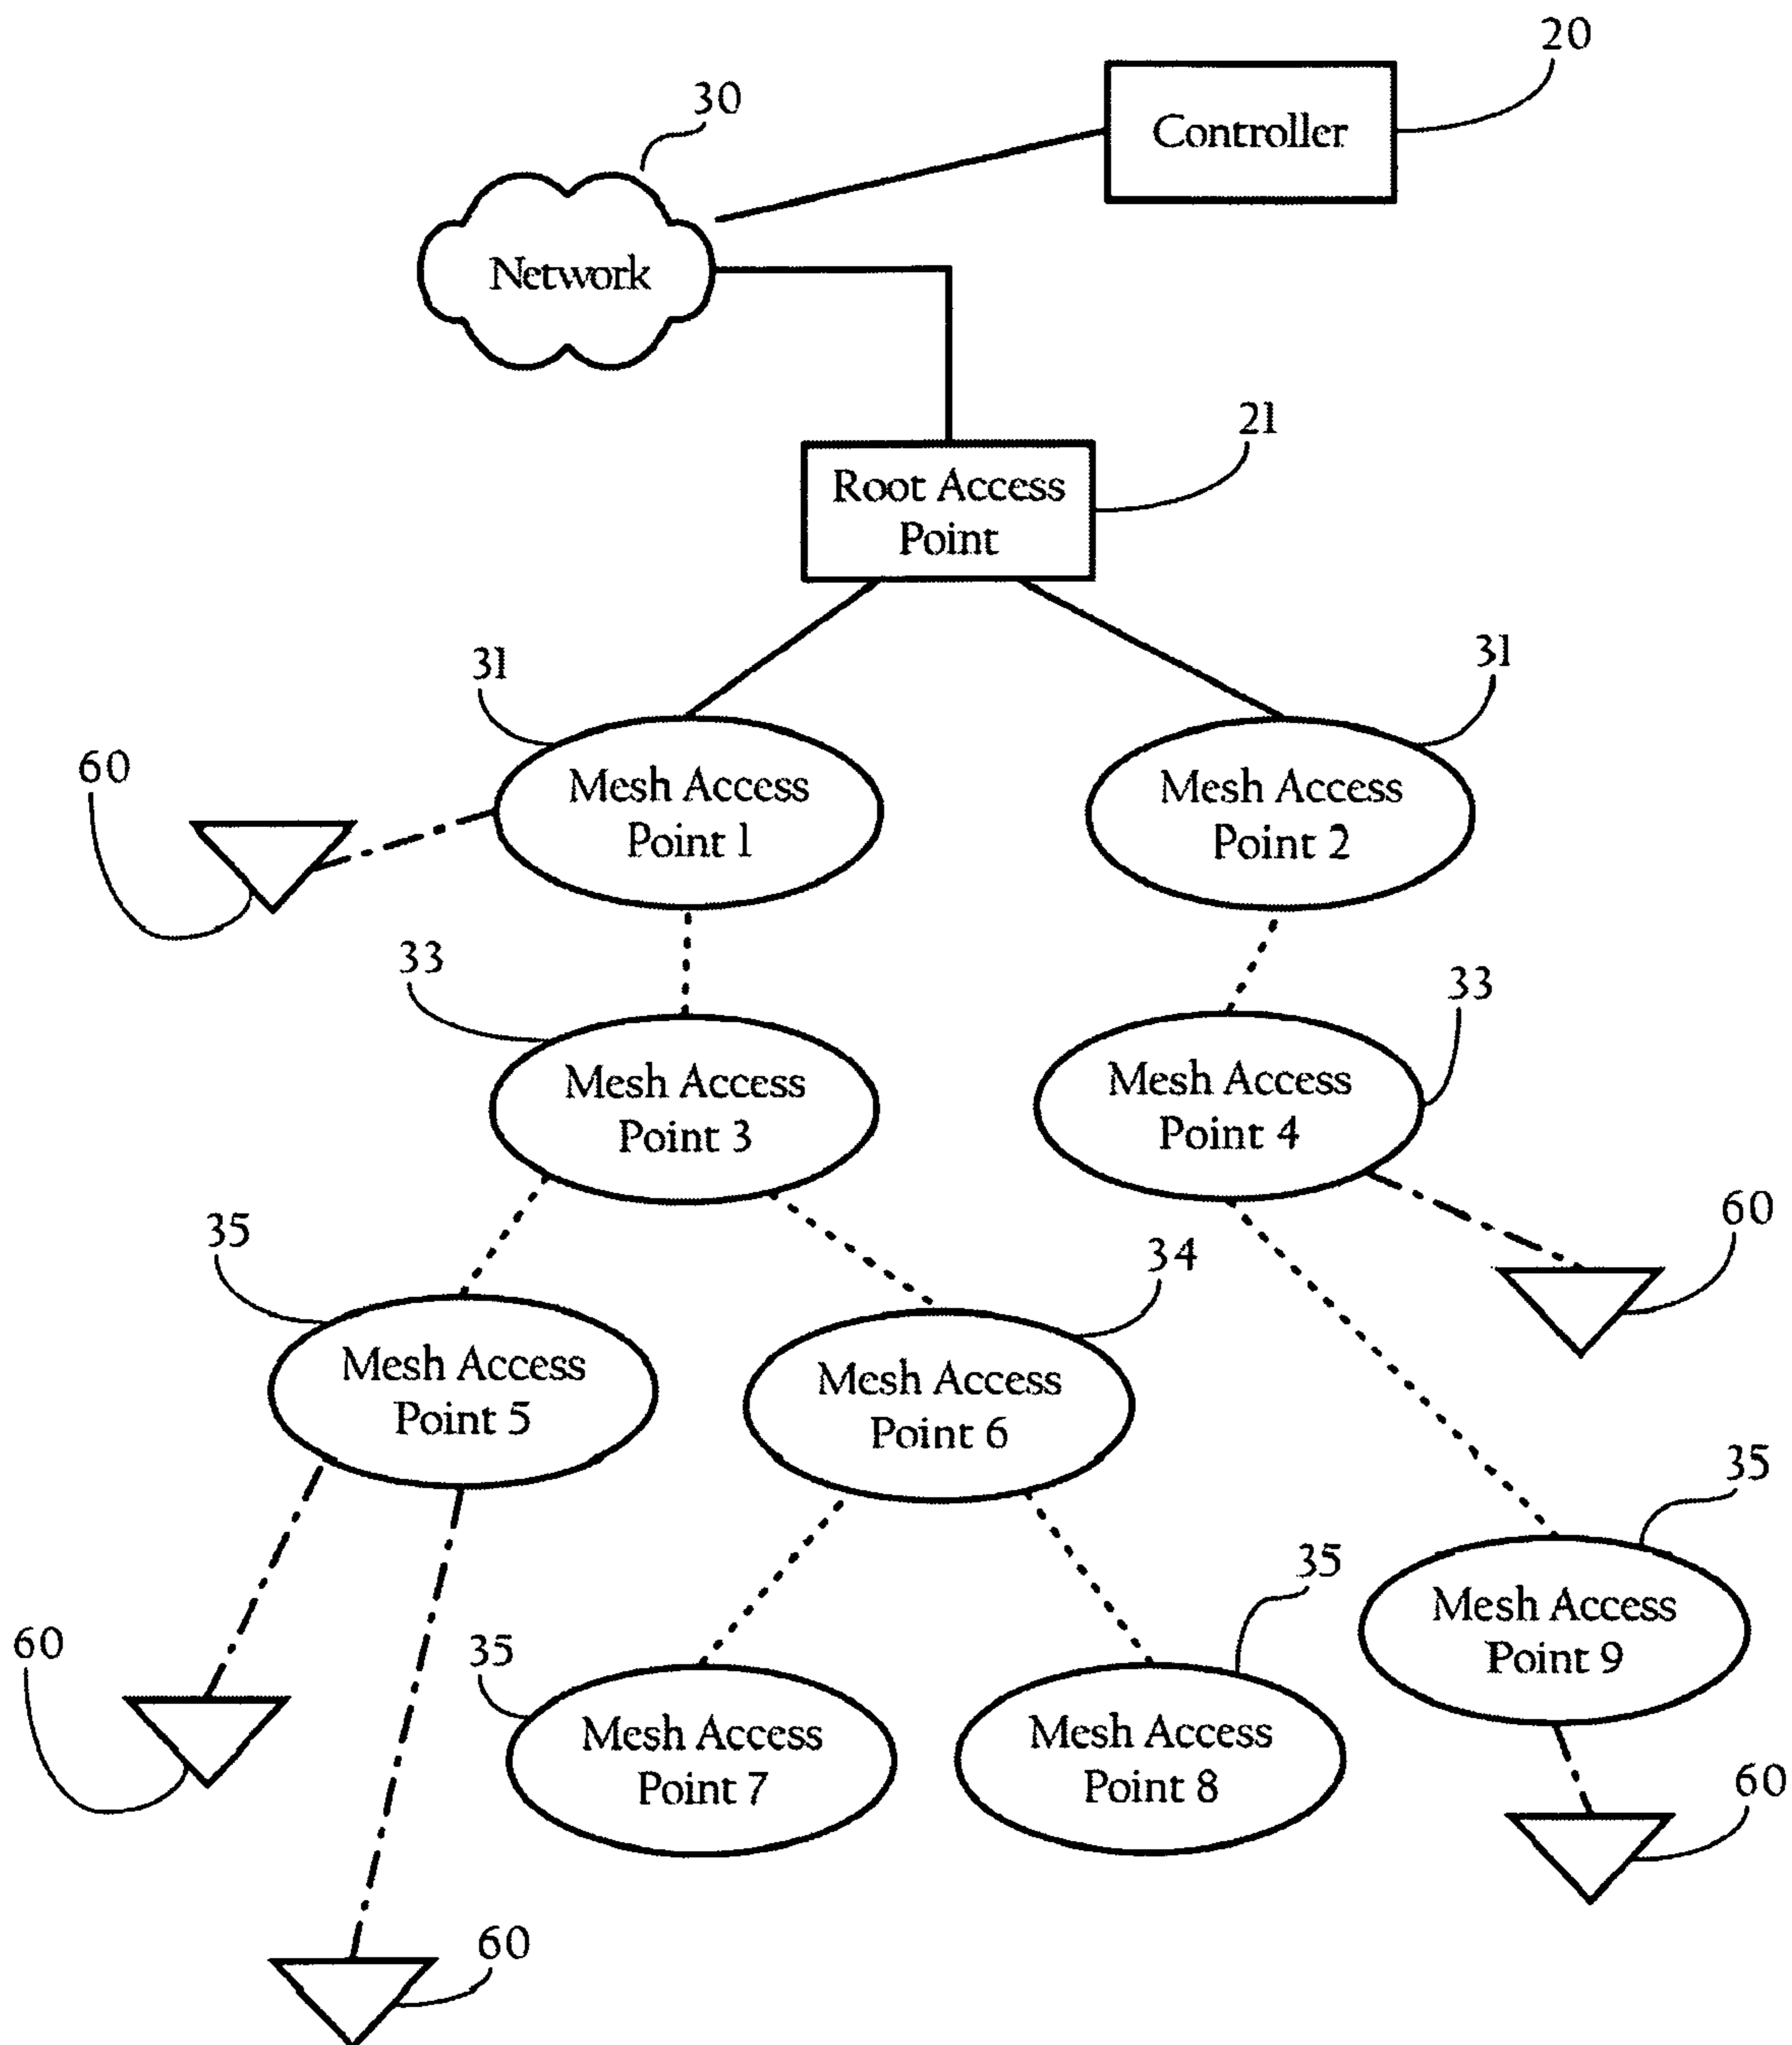 20
Controller
30
Network
21
Root Access
Point
31
31
Mesh Access
Point 1
Mesh Access
Point 2
60
33
33
Mesh Access
Point 3
Mesh Access
Point 4
35
34
60
Mesh Access
Point 5
Mesh Access
Point 6
35
35
Mesh Access
Point 9
60
35
Mesh Access
Point 7
Mesh Access
Point 8
60
60